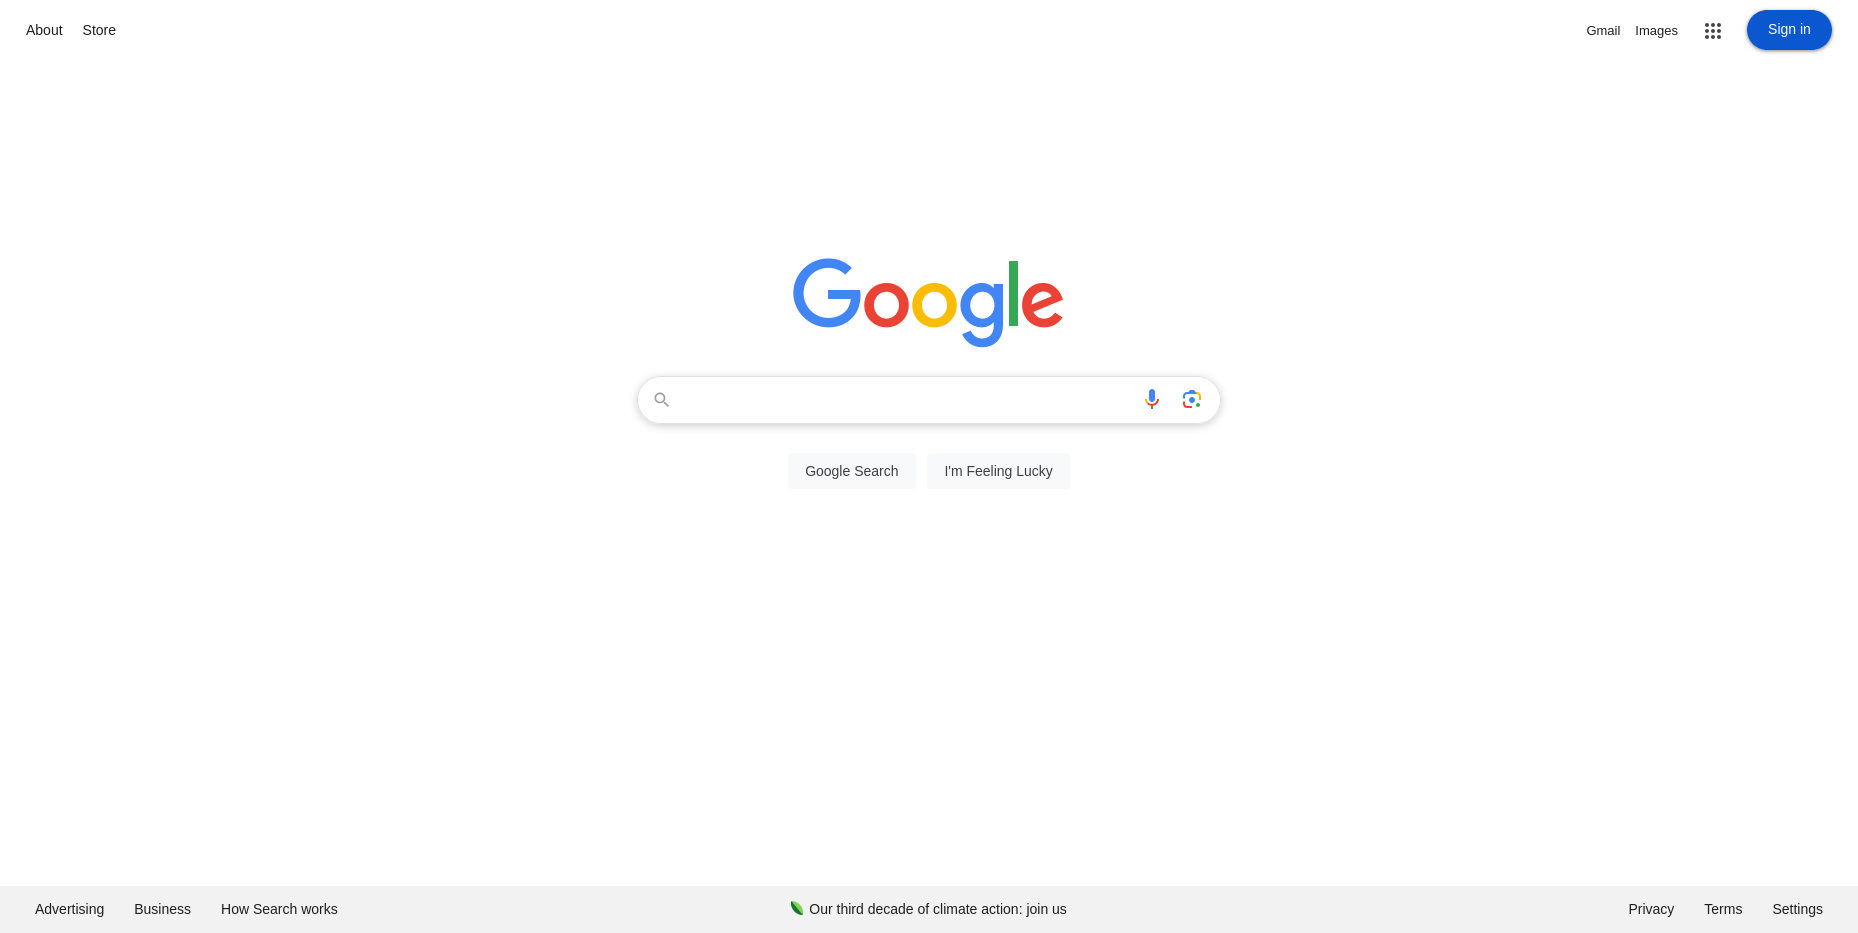 About Store
Gmail Images Sign in
Google
Google Search I'm Feeling Lucky
Advertising Business How Search works Our third decade of climate action: join us Privacy Terms Settings